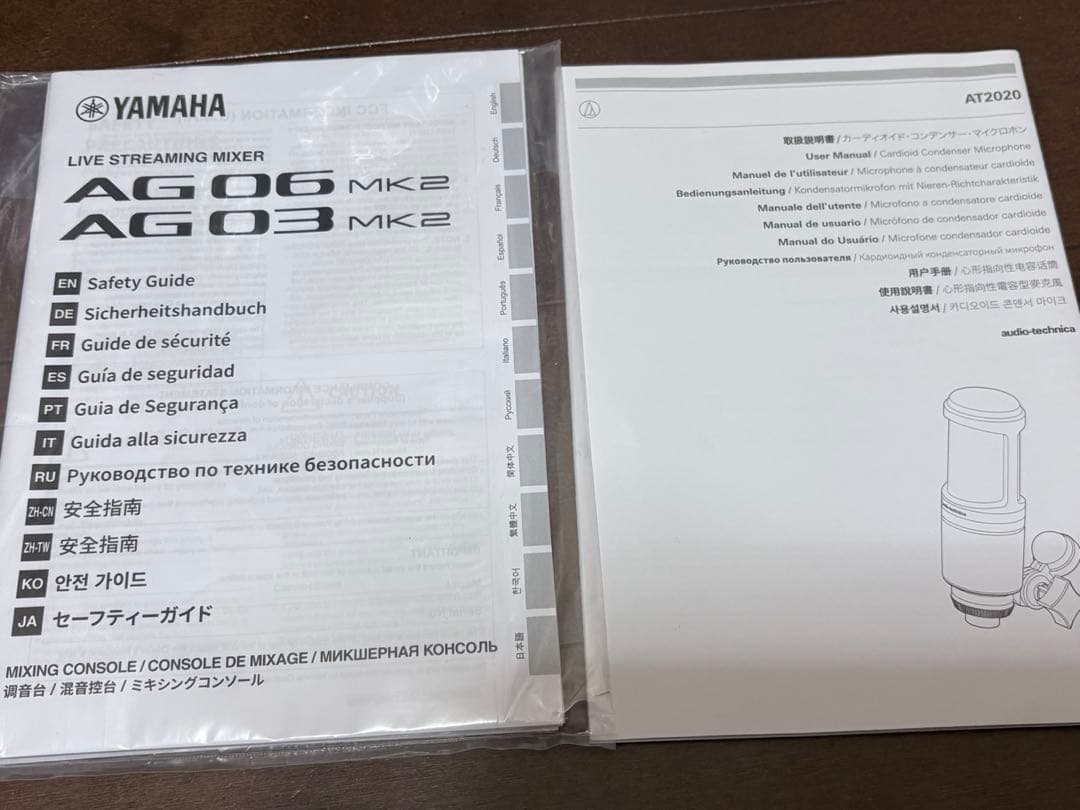 YAMAHA
LIVE STREAMING MIXER
AG06 MK2
AG03 MK2
EN Safety Guide
DE Sicherheitshandbuch
FR Guide de sécurité
ES Guía de seguridad
PT Guia de Segurança
IT Guida alla sicurezza
RU Руководство по технике безопасности
ZH-CN 安全指南
ZH-TW 安全指南
KO 안전 가이드
JA セーフティーガイド
MIXING CONSOLE / CONSOLE DE MIXAGE / МИКШЕРНАЯ КОНСОЛЬ
调音台 / 混音控台 / ミキシングコンソール
English
Deutsch
Français
Español
Português
Italiano
Русский
简体中文
繁體中文
한국어
日本語
AT2020
取扱説明書 / カーディオイド・コンデンサー・マイクロホン
User Manual / Cardioid Condenser Microphone
Manuel de l'utilisateur / Microphone à condensateur cardioïde
Bedienungsanleitung / Kondensatormikrofon mit Nieren-Richtcharakteristik
Manuale dell'utente / Microfono a condensatore cardioide
Manual de usuario / Micrófono de condensador cardioide
Manual do Usuário / Microfone condensador cardioide
Руководство пользователя / Кардиоидный конденсаторный микрофон
用户手册 / 心形指向性电容话筒
使用說明書 / 心形指向性電容型麥克風
사용설명서 / 카디오이드 콘덴서 마이크
audio-technica
audio-technica